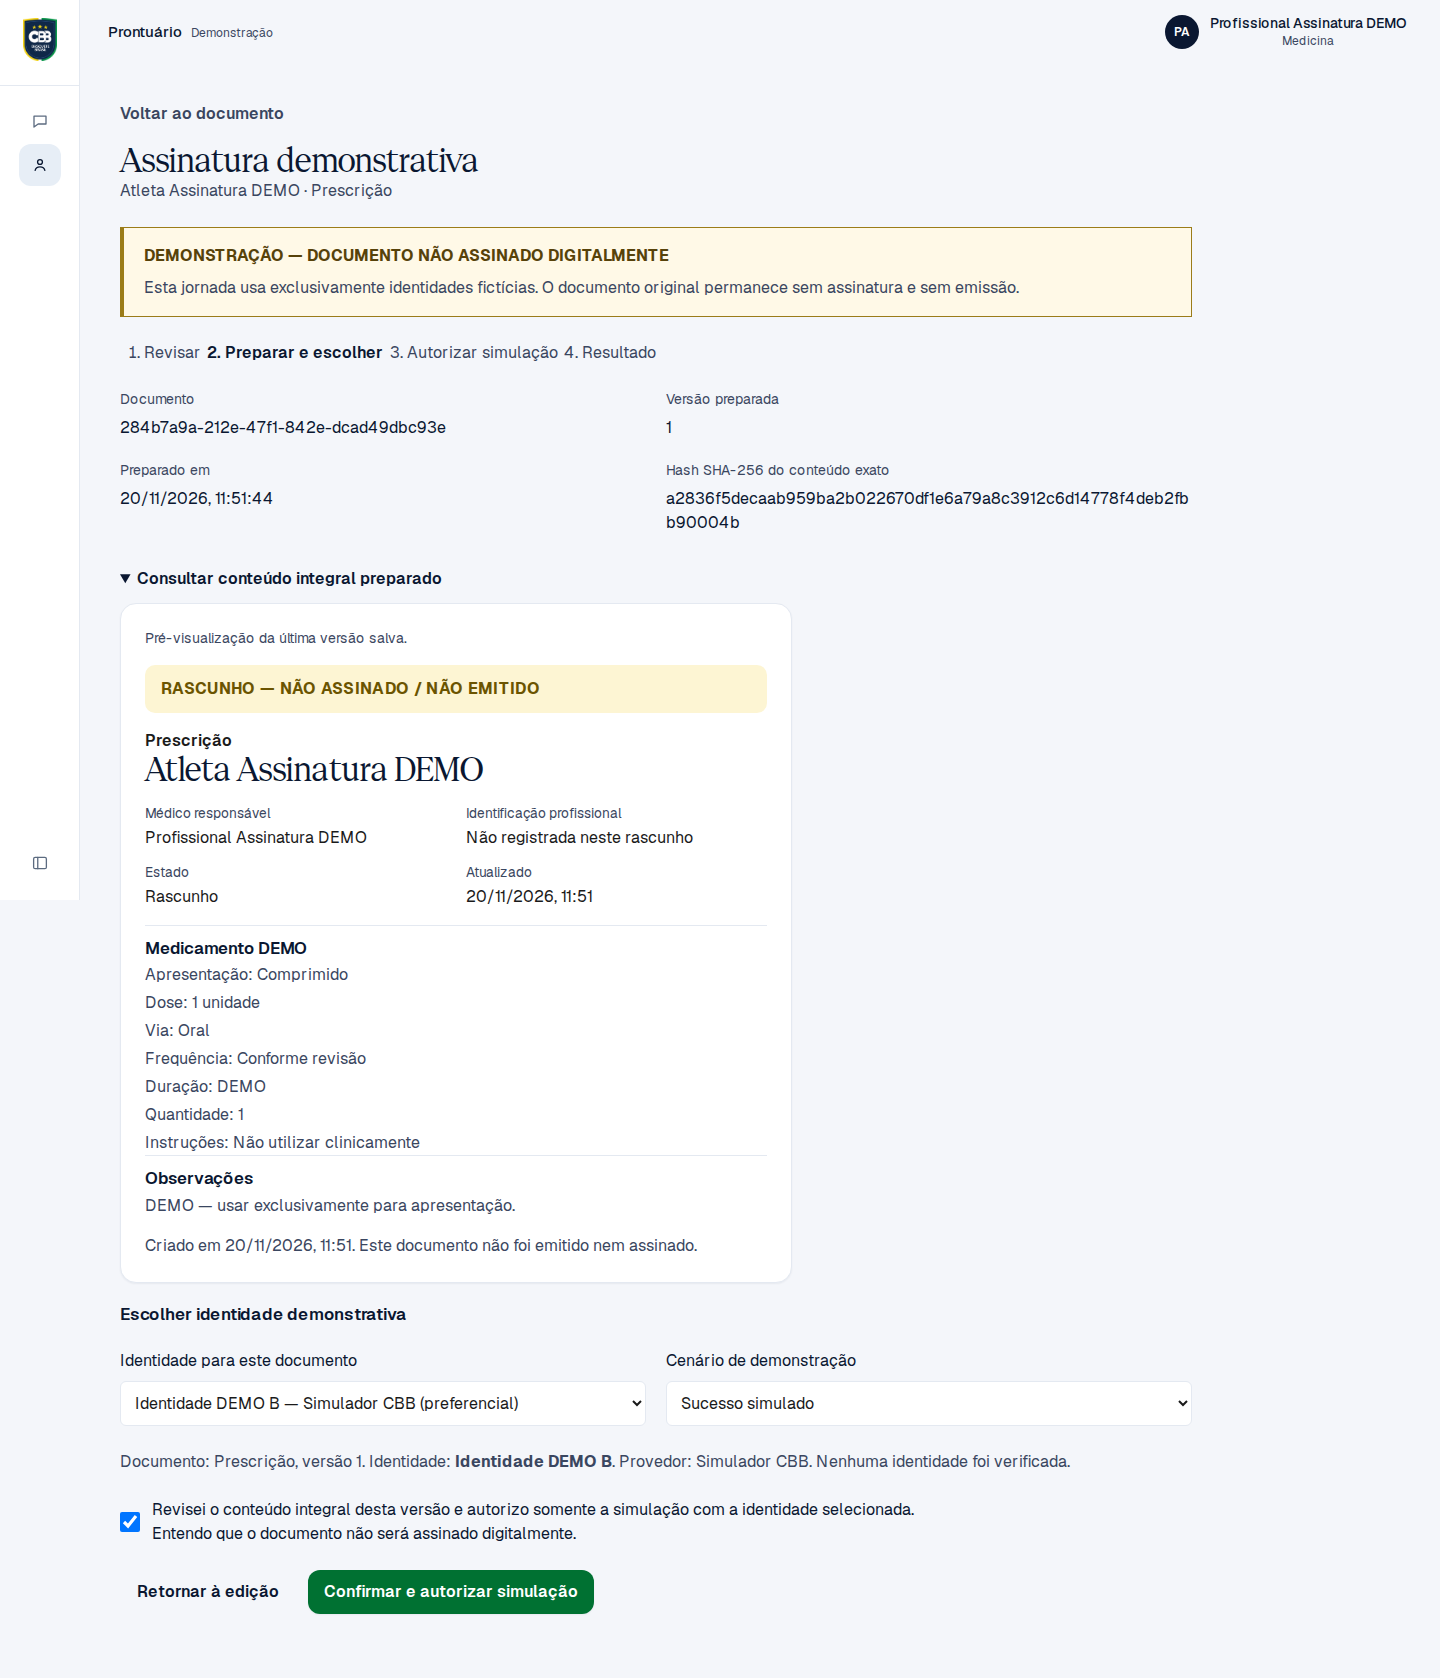 CBB
Prontuário Demonstração
PA
Profissional Assinatura DEMO
Medicina
Voltar ao documento
Assinatura demonstrativa
Atleta Assinatura DEMO · Prescrição
DEMONSTRAÇÃO — DOCUMENTO NÃO ASSINADO DIGITALMENTE
Esta jornada usa exclusivamente identidades fictícias. O documento original permanece sem assinatura e sem emissão.
1. Revisar 2. Preparar e escolher 3. Autorizar simulação 4. Resultado
Documento
284b7a9a-212e-47f1-842e-dcad49dbc93e
Versão preparada
1
Preparado em
20/11/2026, 11:51:44
Hash SHA-256 do conteúdo exato
a2836f5decaab959ba2b022670df1e6a79a8c3912c6d14778f4deb2fb
b90004b
Consultar conteúdo integral preparado
Pré-visualização da última versão salva.
RASCUNHO — NÃO ASSINADO / NÃO EMITIDO
Prescrição
Atleta Assinatura DEMO
Médico responsável
Profissional Assinatura DEMO
Identificação profissional
Não registrada neste rascunho
Estado
Rascunho
Atualizado
20/11/2026, 11:51
Medicamento DEMO
Apresentação: Comprimido
Dose: 1 unidade
Via: Oral
Frequência: Conforme revisão
Duração: DEMO
Quantidade: 1
Instruções: Não utilizar clinicamente
Observações
DEMO — usar exclusivamente para apresentação.
Criado em 20/11/2026, 11:51. Este documento não foi emitido nem assinado.
Escolher identidade demonstrativa
Identidade para este documento
Identidade DEMO B — Simulador CBB (preferencial)
Cenário de demonstração
Sucesso simulado
Documento: Prescrição, versão 1. Identidade: Identidade DEMO B. Provedor: Simulador CBB. Nenhuma identidade foi verificada.
Revisei o conteúdo integral desta versão e autorizo somente a simulação com a identidade selecionada.
Entendo que o documento não será assinado digitalmente.
Retornar à edição
Confirmar e autorizar simulação